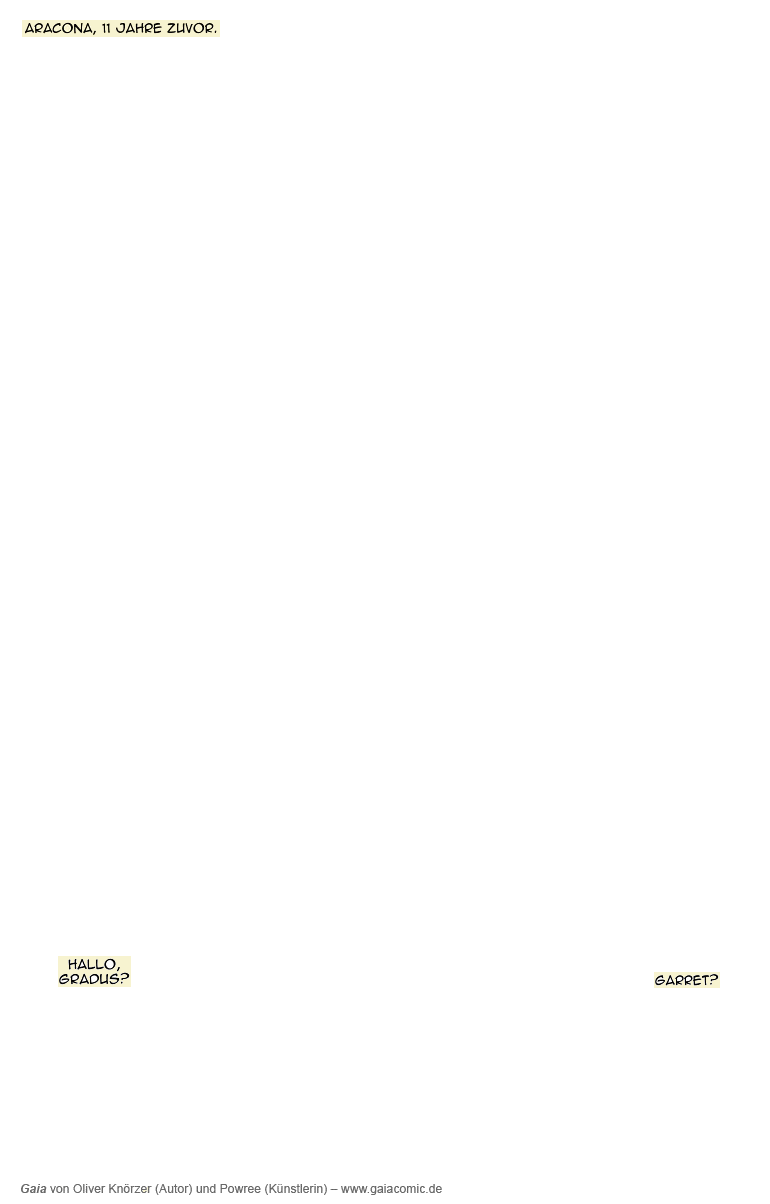 ARACONA, 11 JAHRE ZUVOR.
HALLO,
GRADUS?
GARRET?
Gaia von Oliver Knörzer (Autor) und Powree (Künstlerin) – www.gaiacomic.de